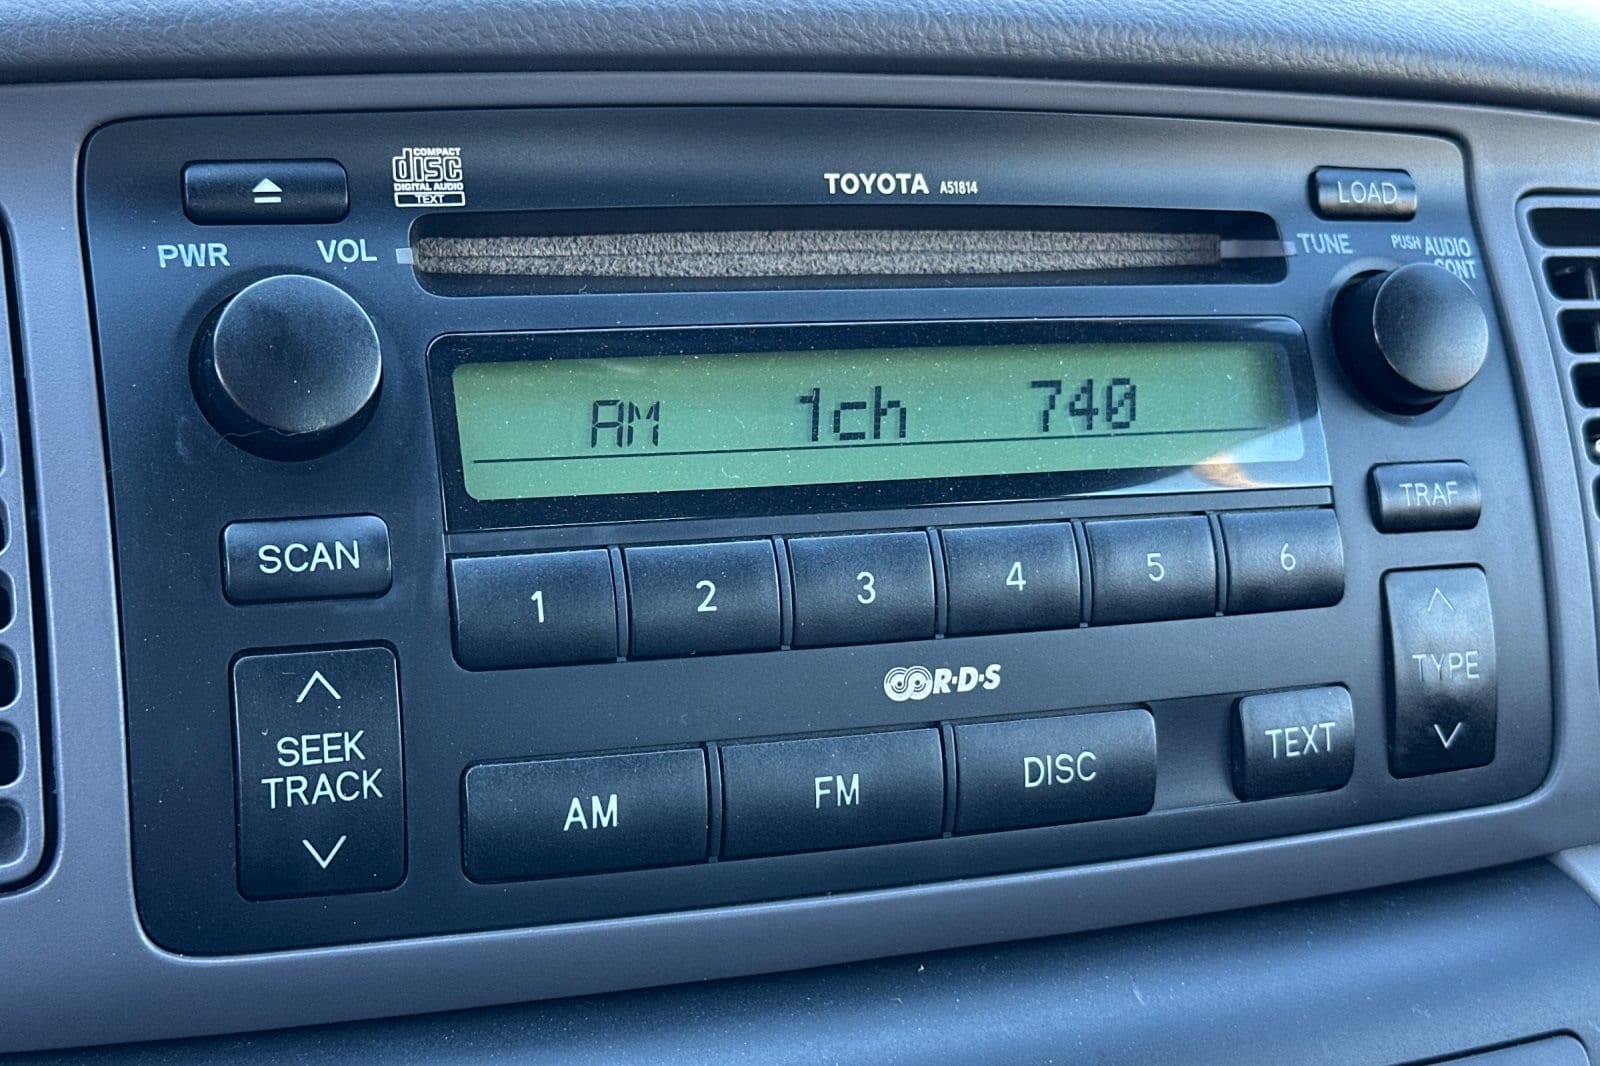 COMPACT
disc
DIGITAL AUDIO
TEXT
TOYOTA A51814
LOAD
PWR VOL
TUNE PUSH AUDIO
CONT
AM 1ch 740
TRAF
SCAN
1 2 3 4 5 6
R·D·S
TYPE
SEEK
TRACK
AM FM DISC TEXT